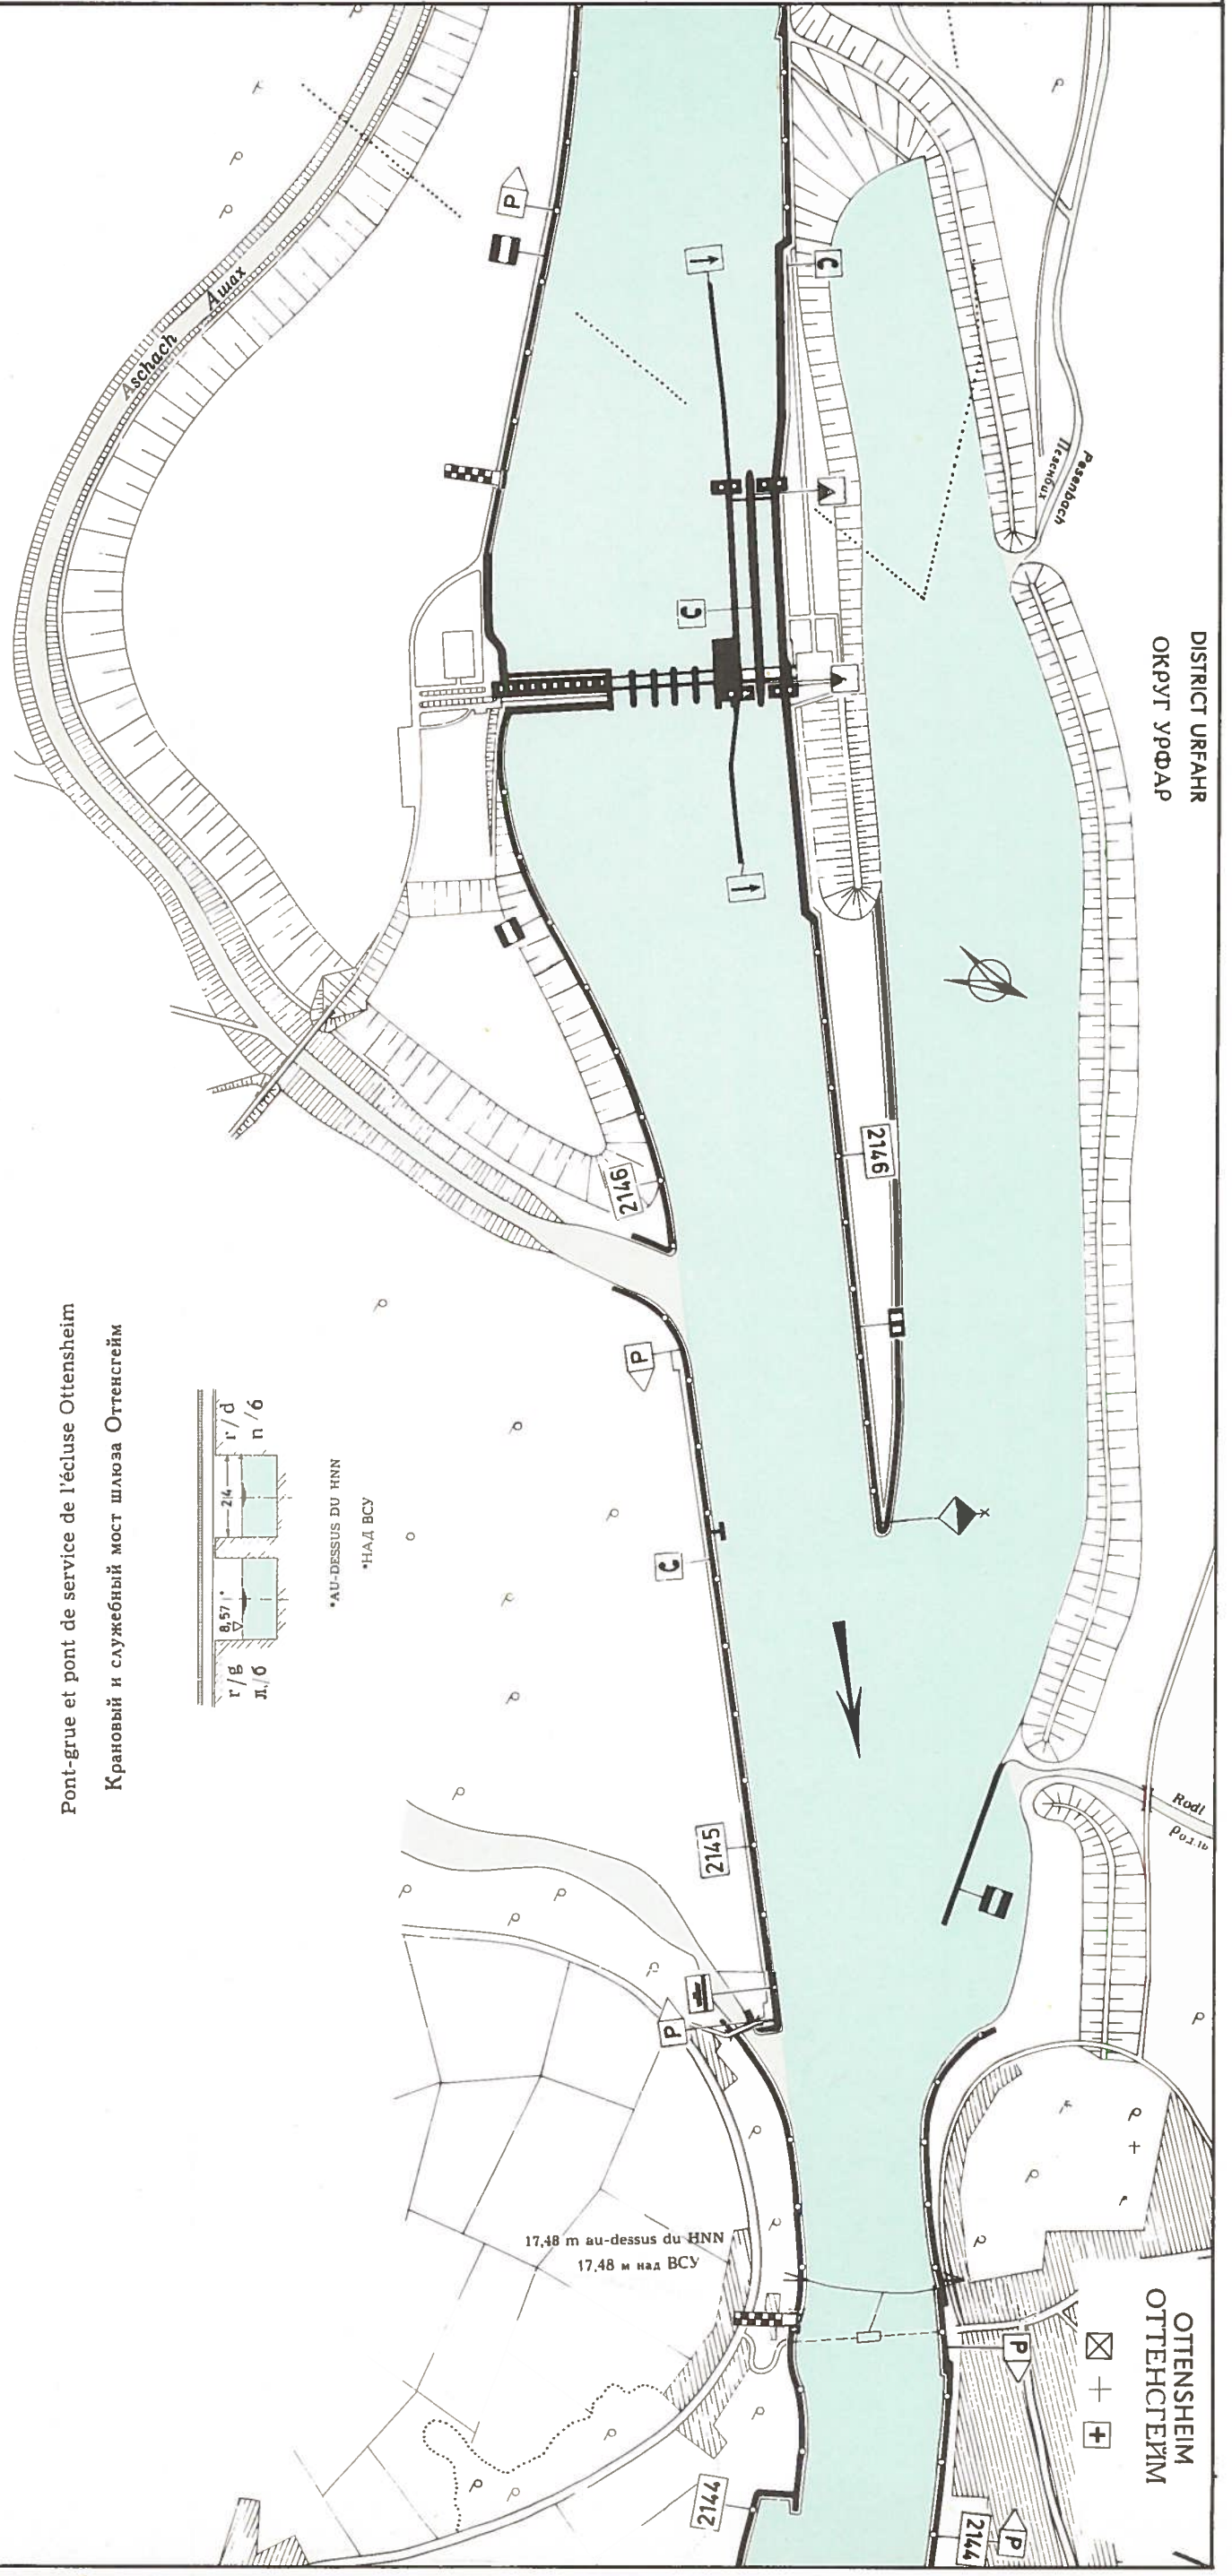 DISTRICT URFAHR
ОКРУГ УРФАР
Pesenbach
Песенбах
Aschach
Ашах
P
C
C
2146
2146
P
C
2145
Rodl
Родль
P
17,48 m au-dessus du HNN
17,48 м над ВСУ
OTTENSHEIM
ОТТЕНСГЕЙМ
P
P
2144
2144
*AU-DESSUS DU HNN
*НАД ВСУ
r/d
п/б
24
8,57*
r/g
л/б
Pont-grue et pont de service de l'écluse Ottensheim
Крановый и служебный мост шлюза Оттенсгейм